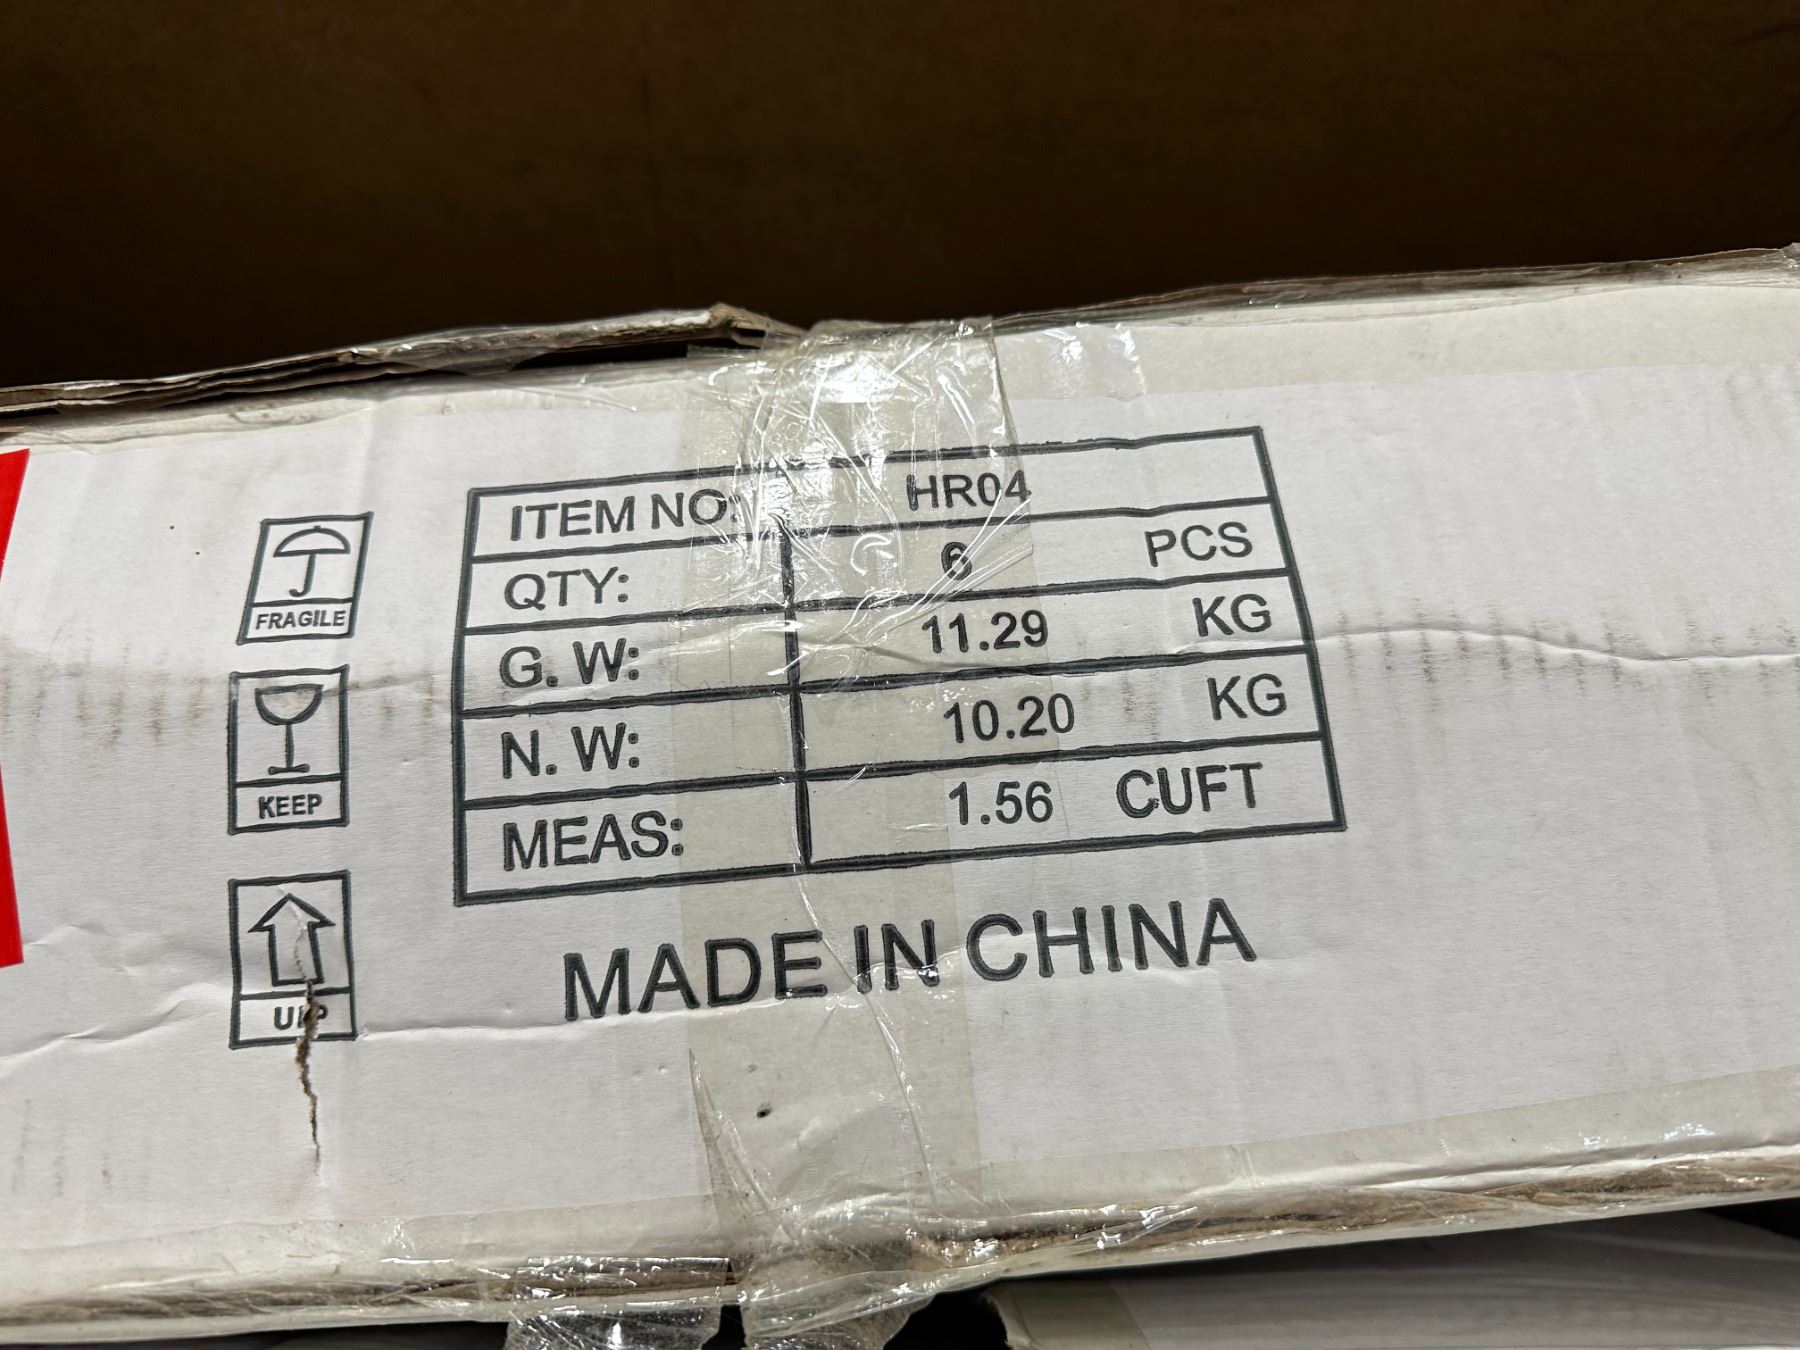 FRAGILE
KEEP
UP
ITEM NO: HR04
QTY: 6 PCS
G. W: 11.29 KG
N. W: 10.20 KG
MEAS: 1.56 CUFT
MADE IN CHINA